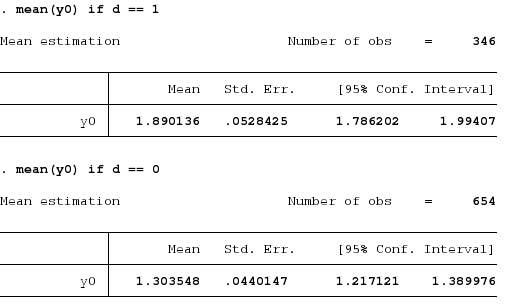 . mean(y0) if d == 1
Mean estimation Number of obs = 346
Mean Std. Err. [95% Conf. Interval]
y0 1.890136 .0528425 1.786202 1.99407
. mean(y0) if d == 0
Mean estimation Number of obs = 654
Mean Std. Err. [95% Conf. Interval]
y0 1.303548 .0440147 1.217121 1.389976